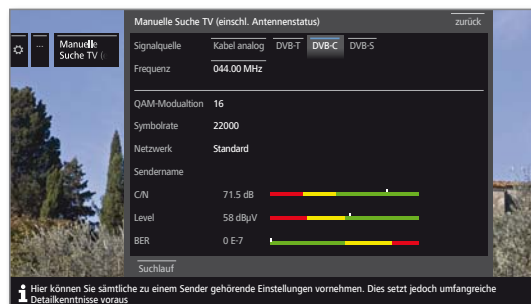 Manuelle Suche TV (einschl. Antennenstatus) zurück
... Manuelle
Suche TV (
Signalquelle Kabel analog DVB-T DVB-C DVB-S
Frequenz 044.00 MHz
QAM-Modualtion 16
Symbolrate 22000
Netzwerk Standard
Sendername
C/N 71.5 dB
Level 58 dBµV
BER 0 E-7
Suchlauf
i Hier können Sie sämtliche zu einem Sender gehörende Einstellungen vornehmen. Dies setzt jedoch umfangreiche
Detailkenntnisse voraus